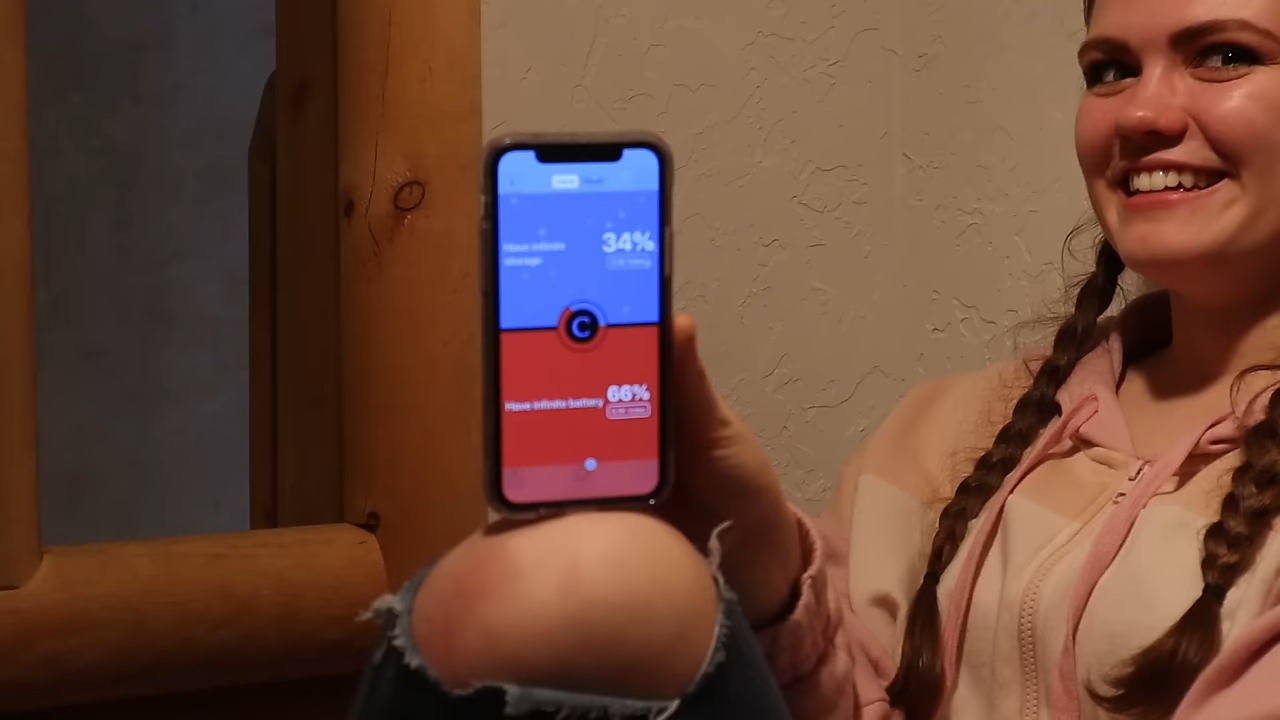 Have infinite
storage
34%
C
Have infinite battery
66%